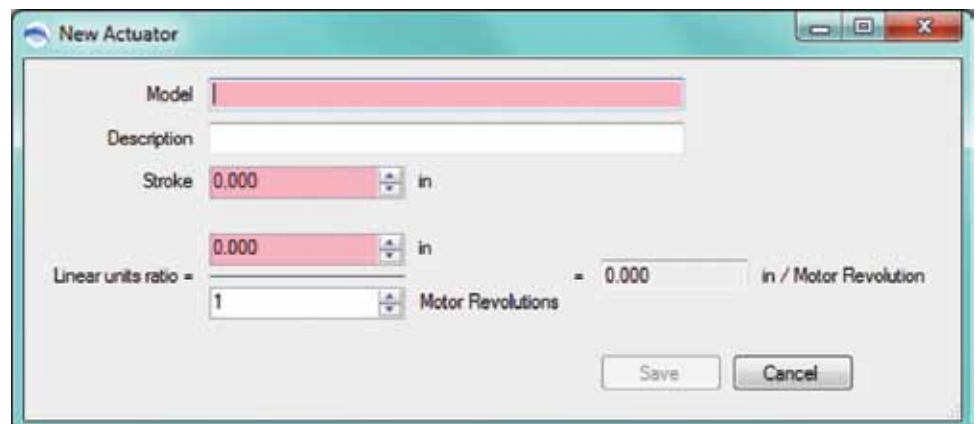 New Actuator
Model
Description
Stroke 0.000 in
0.000 in
Linear units ratio = = 0.000 in / Motor Revolution
1 Motor Revolutions
Save Cancel